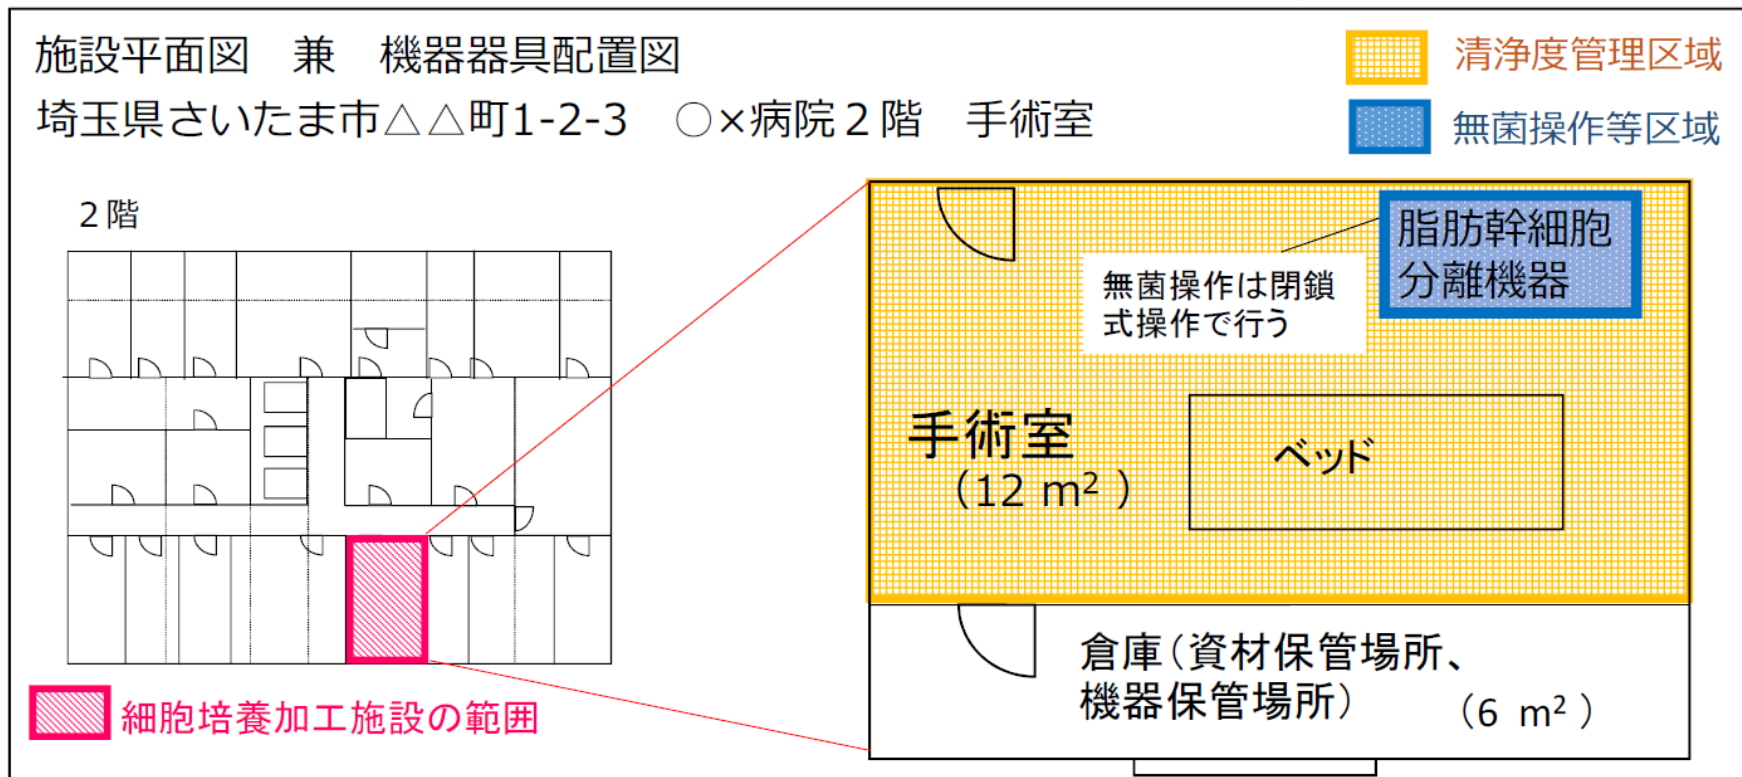 施設平面図　兼　機器器具配置図
埼玉県さいたま市△△町1-2-3　○×病院２階　手術室
清浄度管理区域
無菌操作等区域
２階
細胞培養加工施設の範囲
脂肪幹細胞
分離機器
無菌操作は閉鎖
式操作で行う
手術室
（12 m²）
ベッド
倉庫（資材保管場所、
機器保管場所）　（6 m²）